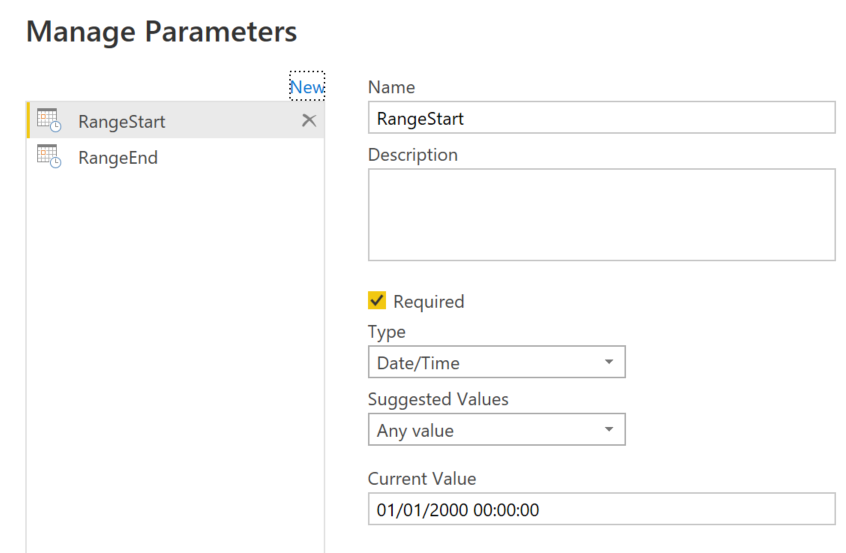 Manage Parameters
New
RangeStart
RangeEnd
Name
RangeStart
Description
Required
Type
Date/Time
Suggested Values
Any value
Current Value
01/01/2000 00:00:00